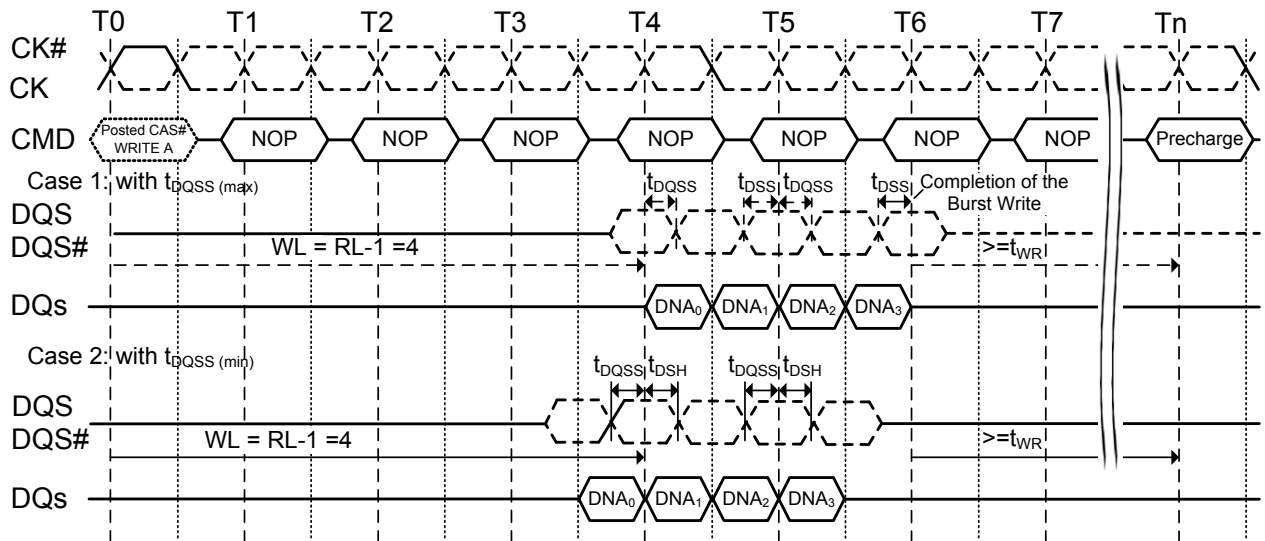 T0 T1 T2 T3 T4 T5 T6 T7 Tn
CK#
CK
CMD Posted CAS# WRITE A NOP NOP NOP NOP NOP NOP NOP Precharge
Case 1: with tDQSS (max)
tDQSS tDSS tDQSS tDSS Completion of the Burst Write
DQS
DQS#
WL = RL-1 =4 >=tWR
DQs DNA0 DNA1 DNA2 DNA3
Case 2: with tDQSS (min)
tDQSS tDSH tDQSS tDSH
DQS
DQS#
WL = RL-1 =4 >=tWR
DQs DNA0 DNA1 DNA2 DNA3